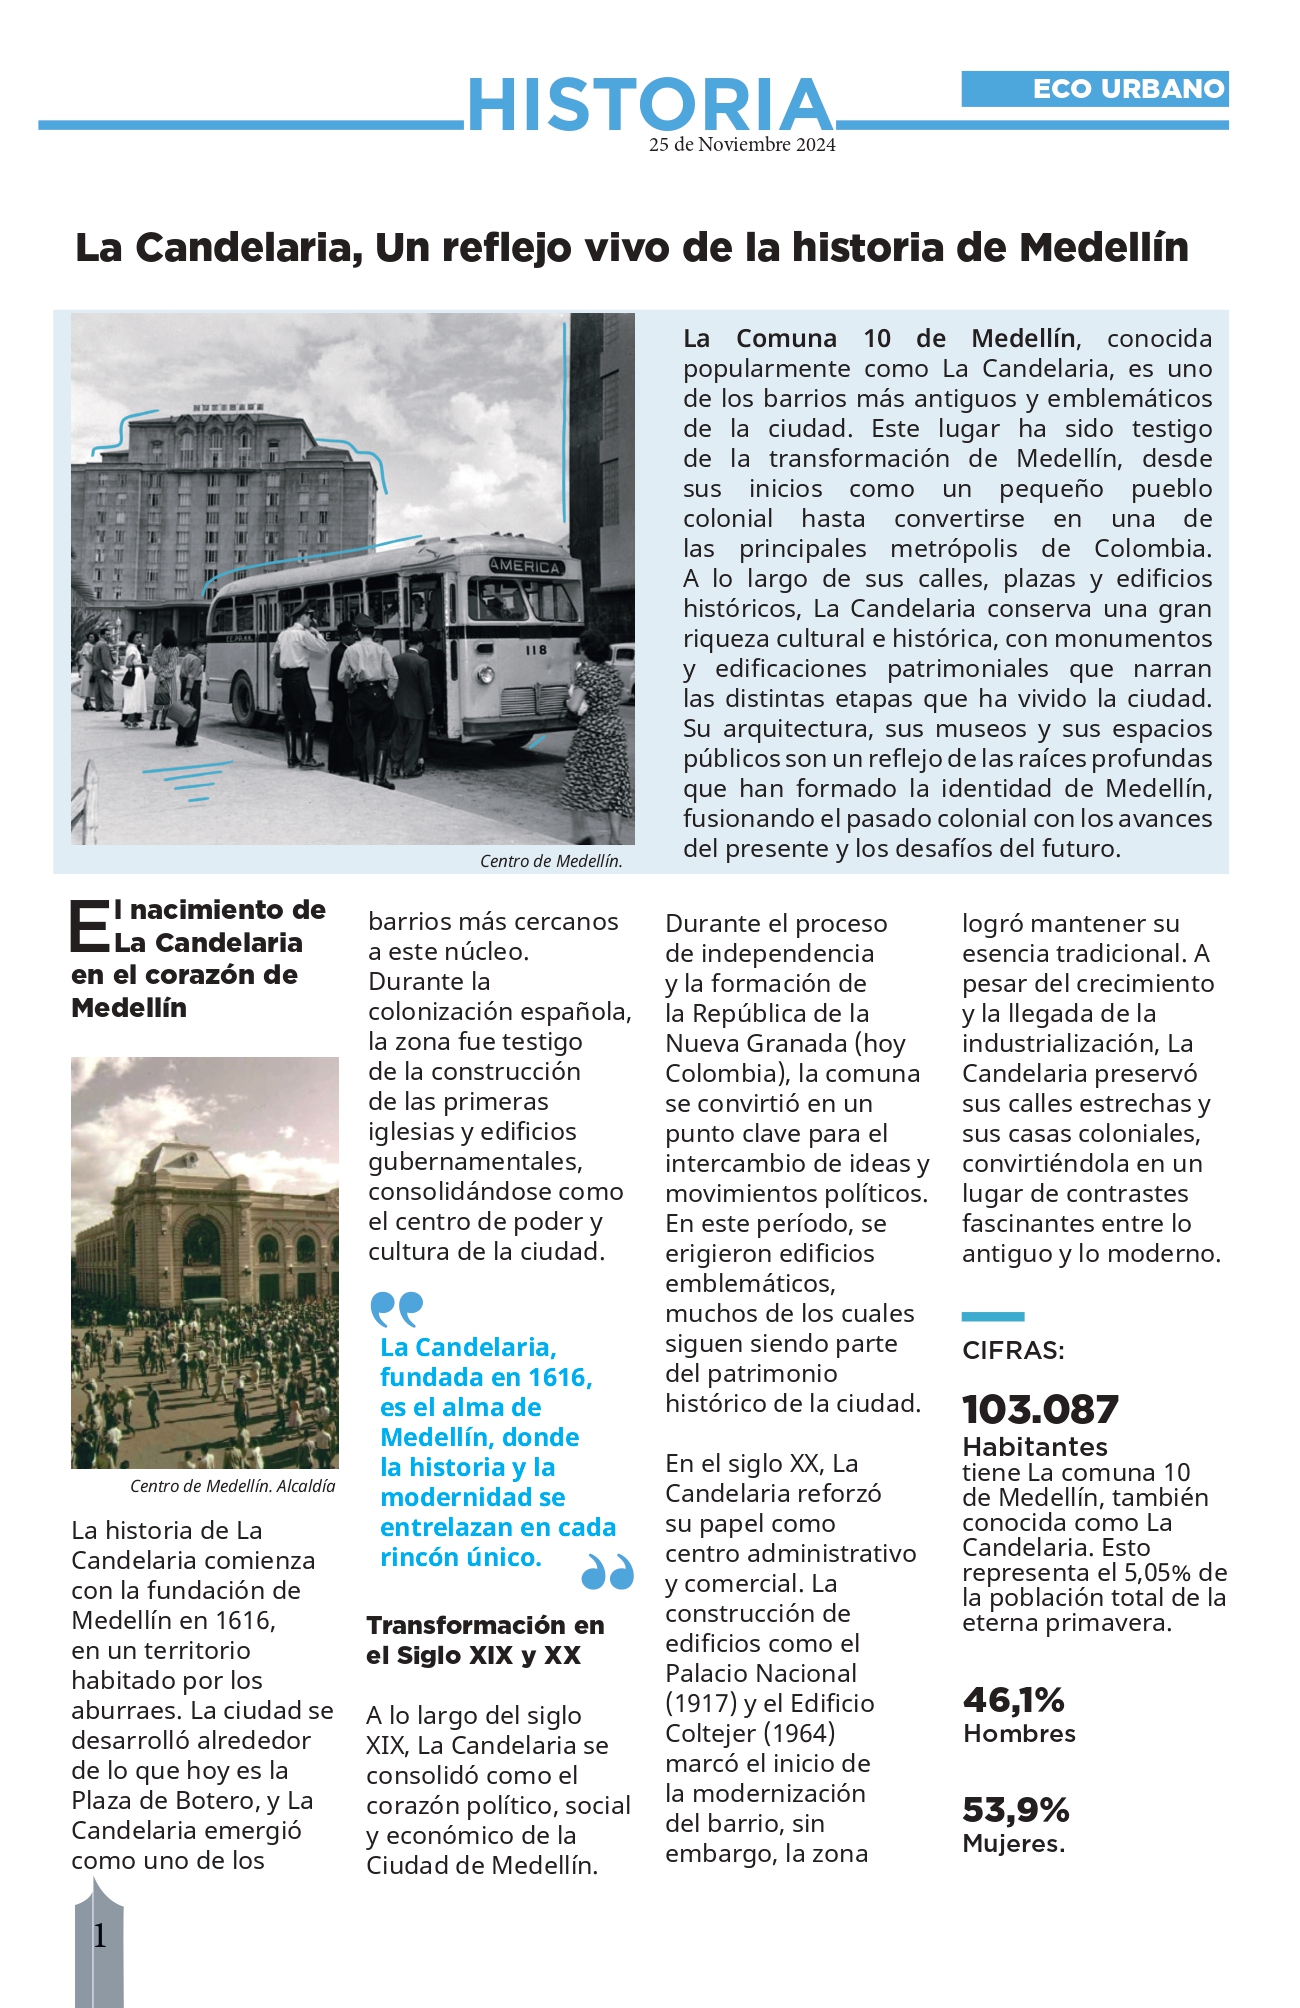 HISTORIA
ECO URBANO
25 de Noviembre 2024
La Candelaria, Un reflejo vivo de la historia de Medellín
NUTIBARA
AMERICA
118
Centro de Medellín.
La Comuna 10 de Medellín, conocida
popularmente como La Candelaria, es uno
de los barrios más antiguos y emblemáticos
de la ciudad. Este lugar ha sido testigo
de la transformación de Medellín, desde
sus inicios como un pequeño pueblo
colonial hasta convertirse en una de
las principales metrópolis de Colombia.
A lo largo de sus calles, plazas y edificios
históricos, La Candelaria conserva una gran
riqueza cultural e histórica, con monumentos
y edificaciones patrimoniales que narran
las distintas etapas que ha vivido la ciudad.
Su arquitectura, sus museos y sus espacios
públicos son un reflejo de las raíces profundas
que han formado la identidad de Medellín,
fusionando el pasado colonial con los avances
del presente y los desafíos del futuro.
El nacimiento de
La Candelaria
en el corazón de
Medellín
Centro de Medellín. Alcaldía
La historia de La
Candelaria comienza
con la fundación de
Medellín en 1616,
en un territorio
habitado por los
aburraes. La ciudad se
desarrolló alrededor
de lo que hoy es la
Plaza de Botero, y La
Candelaria emergió
como uno de los
barrios más cercanos
a este núcleo.
Durante la
colonización española,
la zona fue testigo
de la construcción
de las primeras
iglesias y edificios
gubernamentales,
consolidándose como
el centro de poder y
cultura de la ciudad.
“
La Candelaria,
fundada en 1616,
es el alma de
Medellín, donde
la historia y la
modernidad se
entrelazan en cada
rincón único. ”
Transformación en
el Siglo XIX y XX
A lo largo del siglo
XIX, La Candelaria se
consolidó como el
corazón político, social
y económico de la
Ciudad de Medellín.
Durante el proceso
de independencia
y la formación de
la República de la
Nueva Granada (hoy
Colombia), la comuna
se convirtió en un
punto clave para el
intercambio de ideas y
movimientos políticos.
En este período, se
erigieron edificios
emblemáticos,
muchos de los cuales
siguen siendo parte
del patrimonio
histórico de la ciudad.
En el siglo XX, La
Candelaria reforzó
su papel como
centro administrativo
y comercial. La
construcción de
edificios como el
Palacio Nacional
(1917) y el Edificio
Coltejer (1964)
marcó el inicio de
la modernización
del barrio, sin
embargo, la zona
logró mantener su
esencia tradicional. A
pesar del crecimiento
y la llegada de la
industrialización, La
Candelaria preservó
sus calles estrechas y
sus casas coloniales,
convirtiéndola en un
lugar de contrastes
fascinantes entre lo
antiguo y lo moderno.
CIFRAS:
103.087
Habitantes
tiene La comuna 10
de Medellín, también
conocida como La
Candelaria. Esto
representa el 5,05% de
la población total de la
eterna primavera.
46,1%
Hombres
53,9%
Mujeres.
1